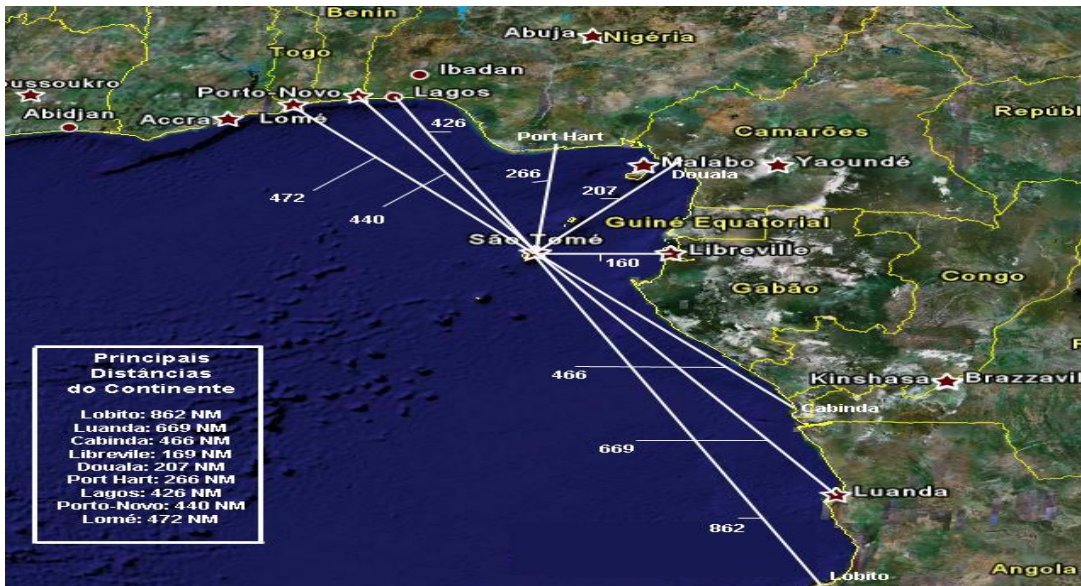 Benin
Abuja
Nigéria
Togo
Ibadan
oussoukro
Porto-Novo
Lagos
Repúbl
Abidjan
Accra
Lomé
426
Port Hart
Camarões
472
266
Malabo
Yaoundé
Douala
207
440
Guiné Equatorial
São Tomé
Libreville
160
Gabão
Congo
Principais
Distâncias
do Continente
Lobito: 862 NM
Luanda: 669 NM
Cabinda: 466 NM
Librevile: 169 NM
Douala: 207 NM
Port Hart: 266 NM
Lagos: 426 NM
Porto-Novo: 440 NM
Lomé: 472 NM
466
Kinshasa
Brazzavil
Cabinda
669
Luanda
862
Lobito
Angola